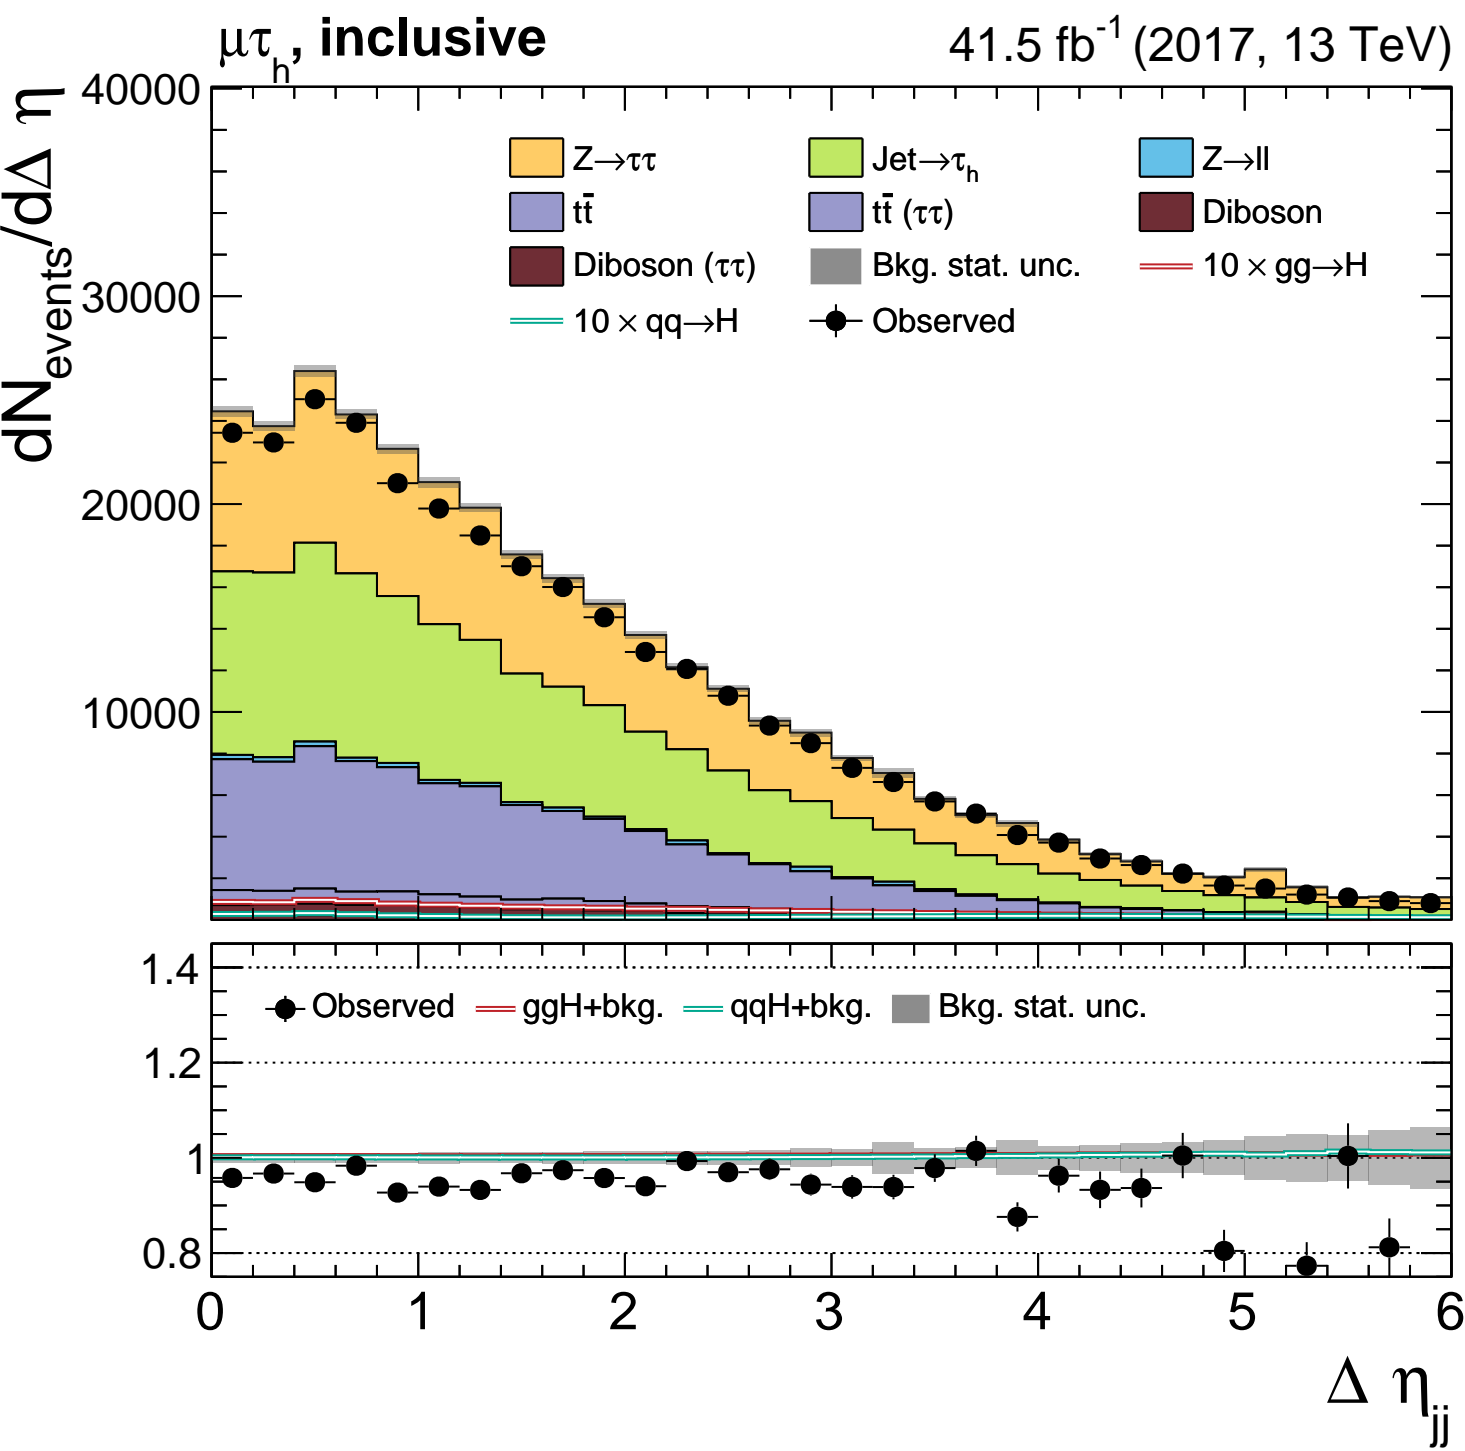 μτh, inclusive 41.5 fb-1 (2017, 13 TeV)
dNevents/dΔ η
40000
30000
20000
10000
Z→ττ Jet→τh Z→ll
tt̄ tt̄ (ττ) Diboson
Diboson (ττ) Bkg. stat. unc. 10 × gg→H
10 × qq→H Observed
1.4
1.2
1
0.8
Observed ggH+bkg. qqH+bkg. Bkg. stat. unc.
0 1 2 3 4 5 6
Δ ηjj